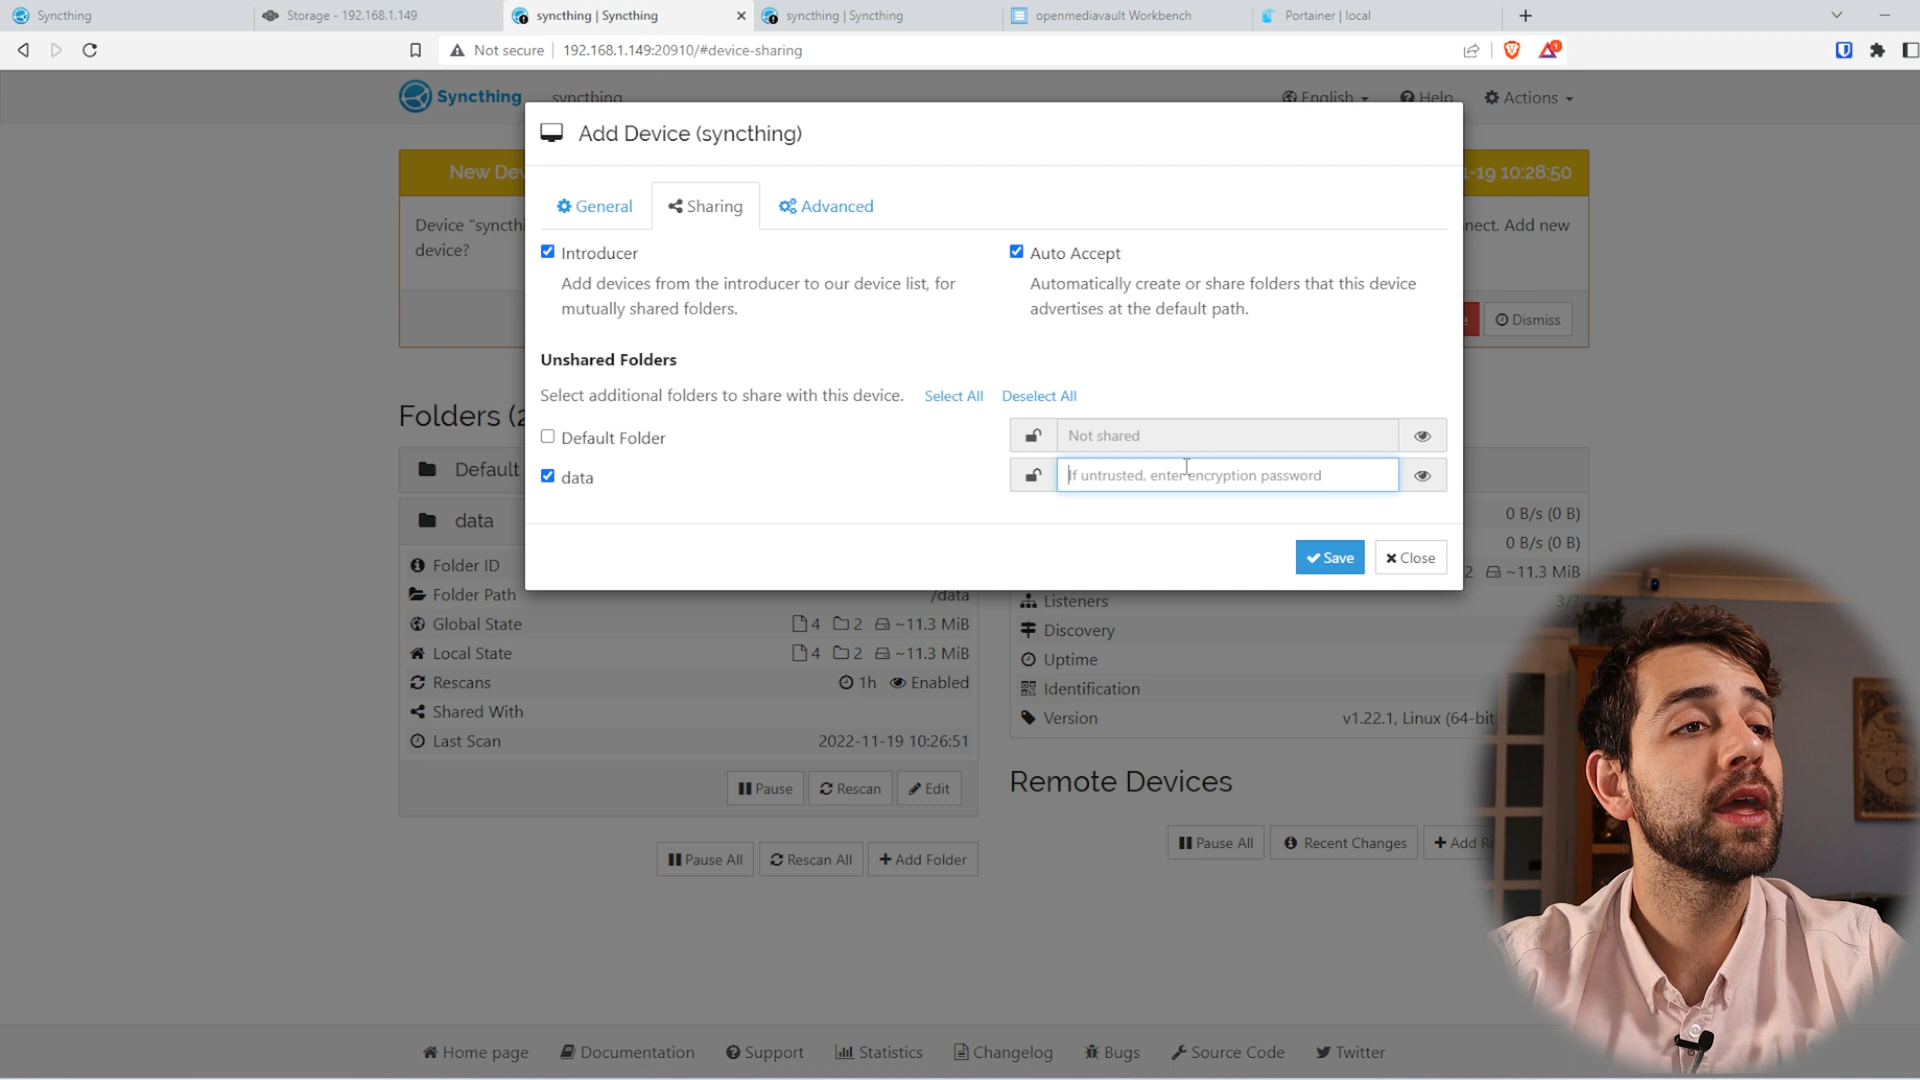 Syncthing
Storage - 192.168.1.149
syncthing | Syncthing
syncthing | Syncthing
openmediavault Workbench
Portainer | local
Not secure
192.168.1.149:20910/#device-sharing
1
Syncthing
syncthing
English
Help
Actions
Add Device (syncthing)
New Dev
-19 10:28:50
General
Sharing
Advanced
Device "syncthi
nect. Add new
device?
Introducer
Add devices from the introducer to our device list, for
mutually shared folders.
Auto Accept
Automatically create or share folders that this device
advertises at the default path.
Dismiss
Unshared Folders
Select additional folders to share with this device.
Select All
Deselect All
Default Folder
Not shared
data
If untrusted, enter encryption password
Save
Close
Folders (2
Default
data
Folder ID
Folder Path
/data
Global State
4
2
~11.3 MiB
Local State
4
2
~11.3 MiB
Rescans
1h
Enabled
Shared With
Last Scan
2022-11-19 10:26:51
Pause
Rescan
Edit
Pause All
Rescan All
Add Folder
0 B/s (0 B)
0 B/s (0 B)
2
~11.3 MiB
Listeners
3/3
Discovery
Uptime
Identification
Version
v1.22.1, Linux (64-bit
Remote Devices
Pause All
Recent Changes
Add Re
Home page
Documentation
Support
Statistics
Changelog
Bugs
Source Code
Twitter